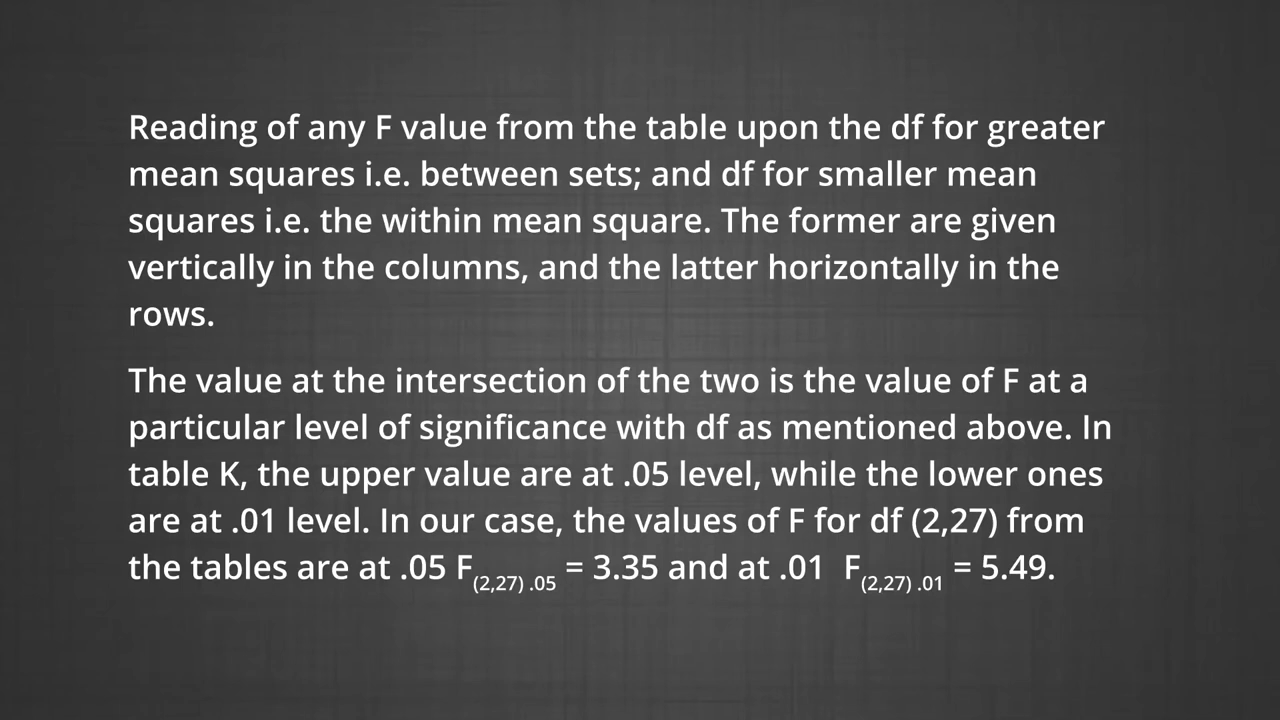 Reading of any F value from the table upon the df for greater
mean squares i.e. between sets; and df for smaller mean
squares i.e. the within mean square. The former are given
vertically in the columns, and the latter horizontally in the
rows.
The value at the intersection of the two is the value of F at a
particular level of significance with df as mentioned above. In
table K, the upper value are at .05 level, while the lower ones
are at .01 level. In our case, the values of F for df (2,27) from
the tables are at .05 F(2,27) .05 = 3.35 and at .01 F(2,27) .01 = 5.49.